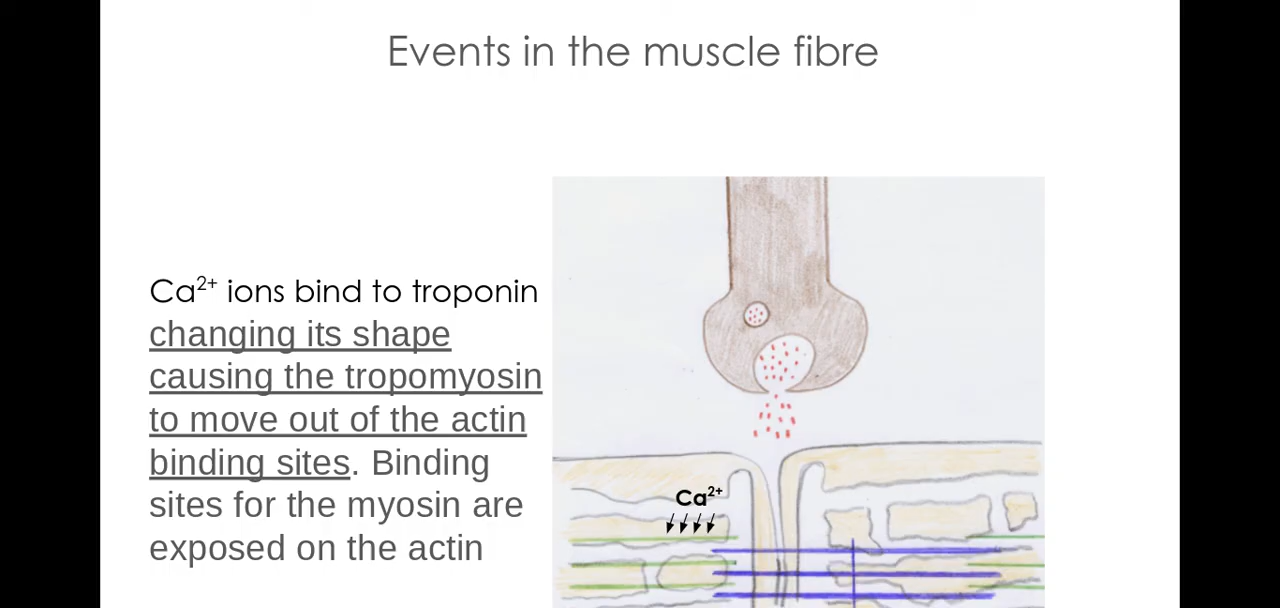 Events in the muscle fibre
Ca²⁺ ions bind to troponin
changing its shape
causing the tropomyosin
to move out of the actin
binding sites. Binding
sites for the myosin are
exposed on the actin
Ca²⁺